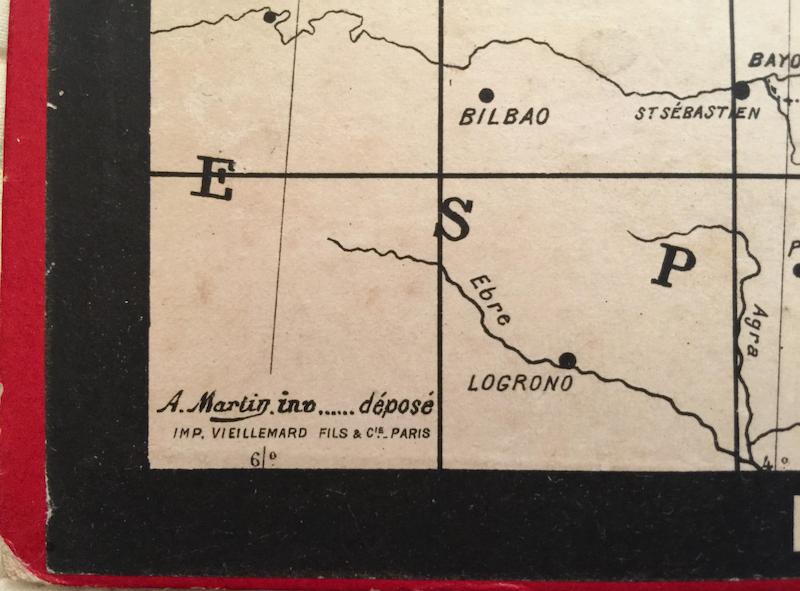 BAYO
BILBAO
ST SÉBASTIEN
E
S
P
P
Ebre
Agra
LOGRONO
A. Martin. inv...... déposé
IMP. VIEILLEMARD FILS & CIE. PARIS
6°
4°